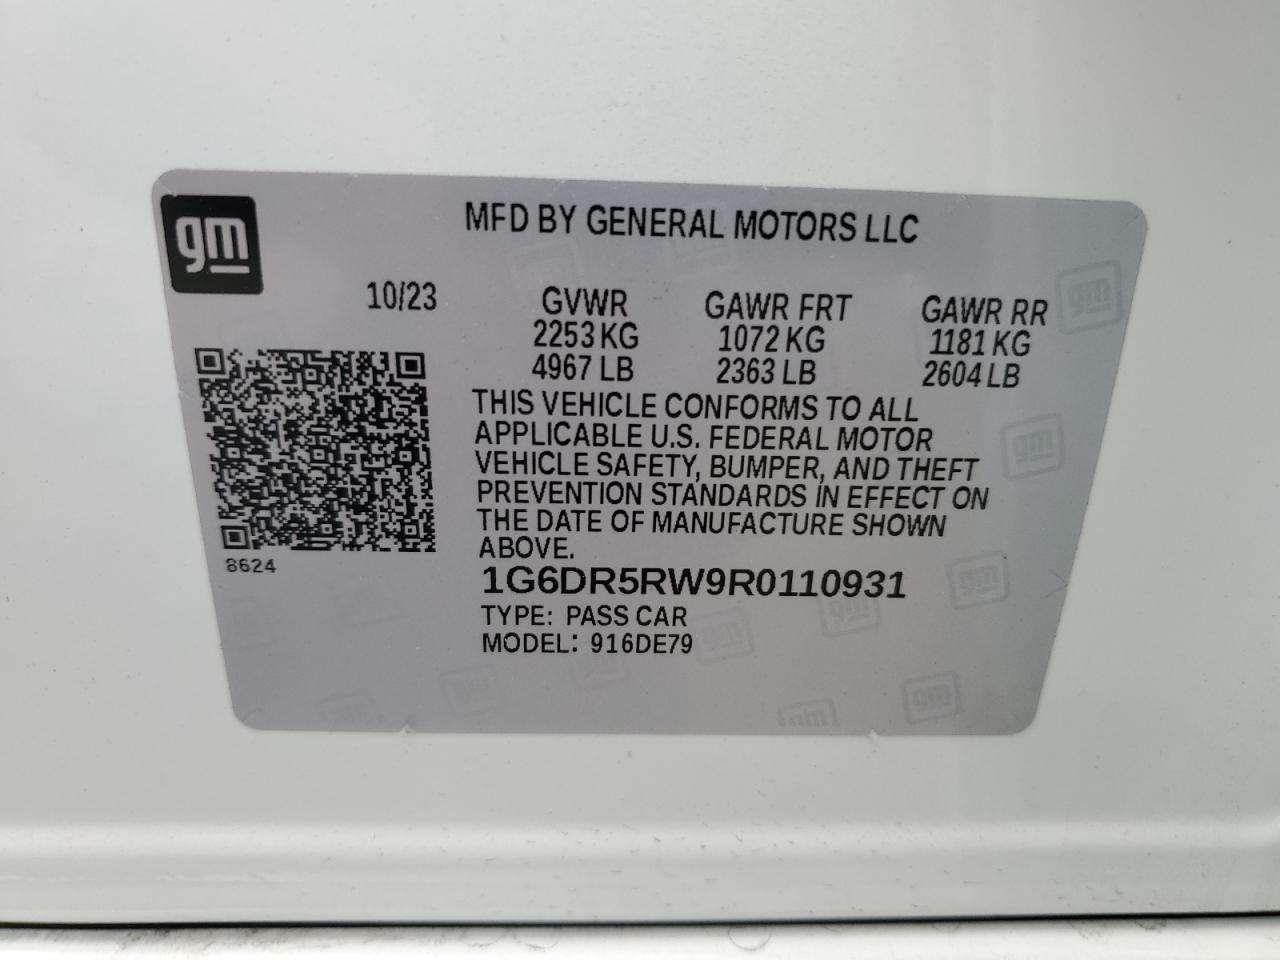 gm
MFD BY GENERAL MOTORS LLC
10/23
GVWR GAWR FRT GAWR RR
2253 KG 1072 KG 1181 KG
4967 LB 2363 LB 2604 LB
THIS VEHICLE CONFORMS TO ALL
APPLICABLE U.S. FEDERAL MOTOR
VEHICLE SAFETY, BUMPER, AND THEFT
PREVENTION STANDARDS IN EFFECT ON
THE DATE OF MANUFACTURE SHOWN
ABOVE.
8624
1G6DR5RW9R0110931
TYPE: PASS CAR
MODEL: 916DE79